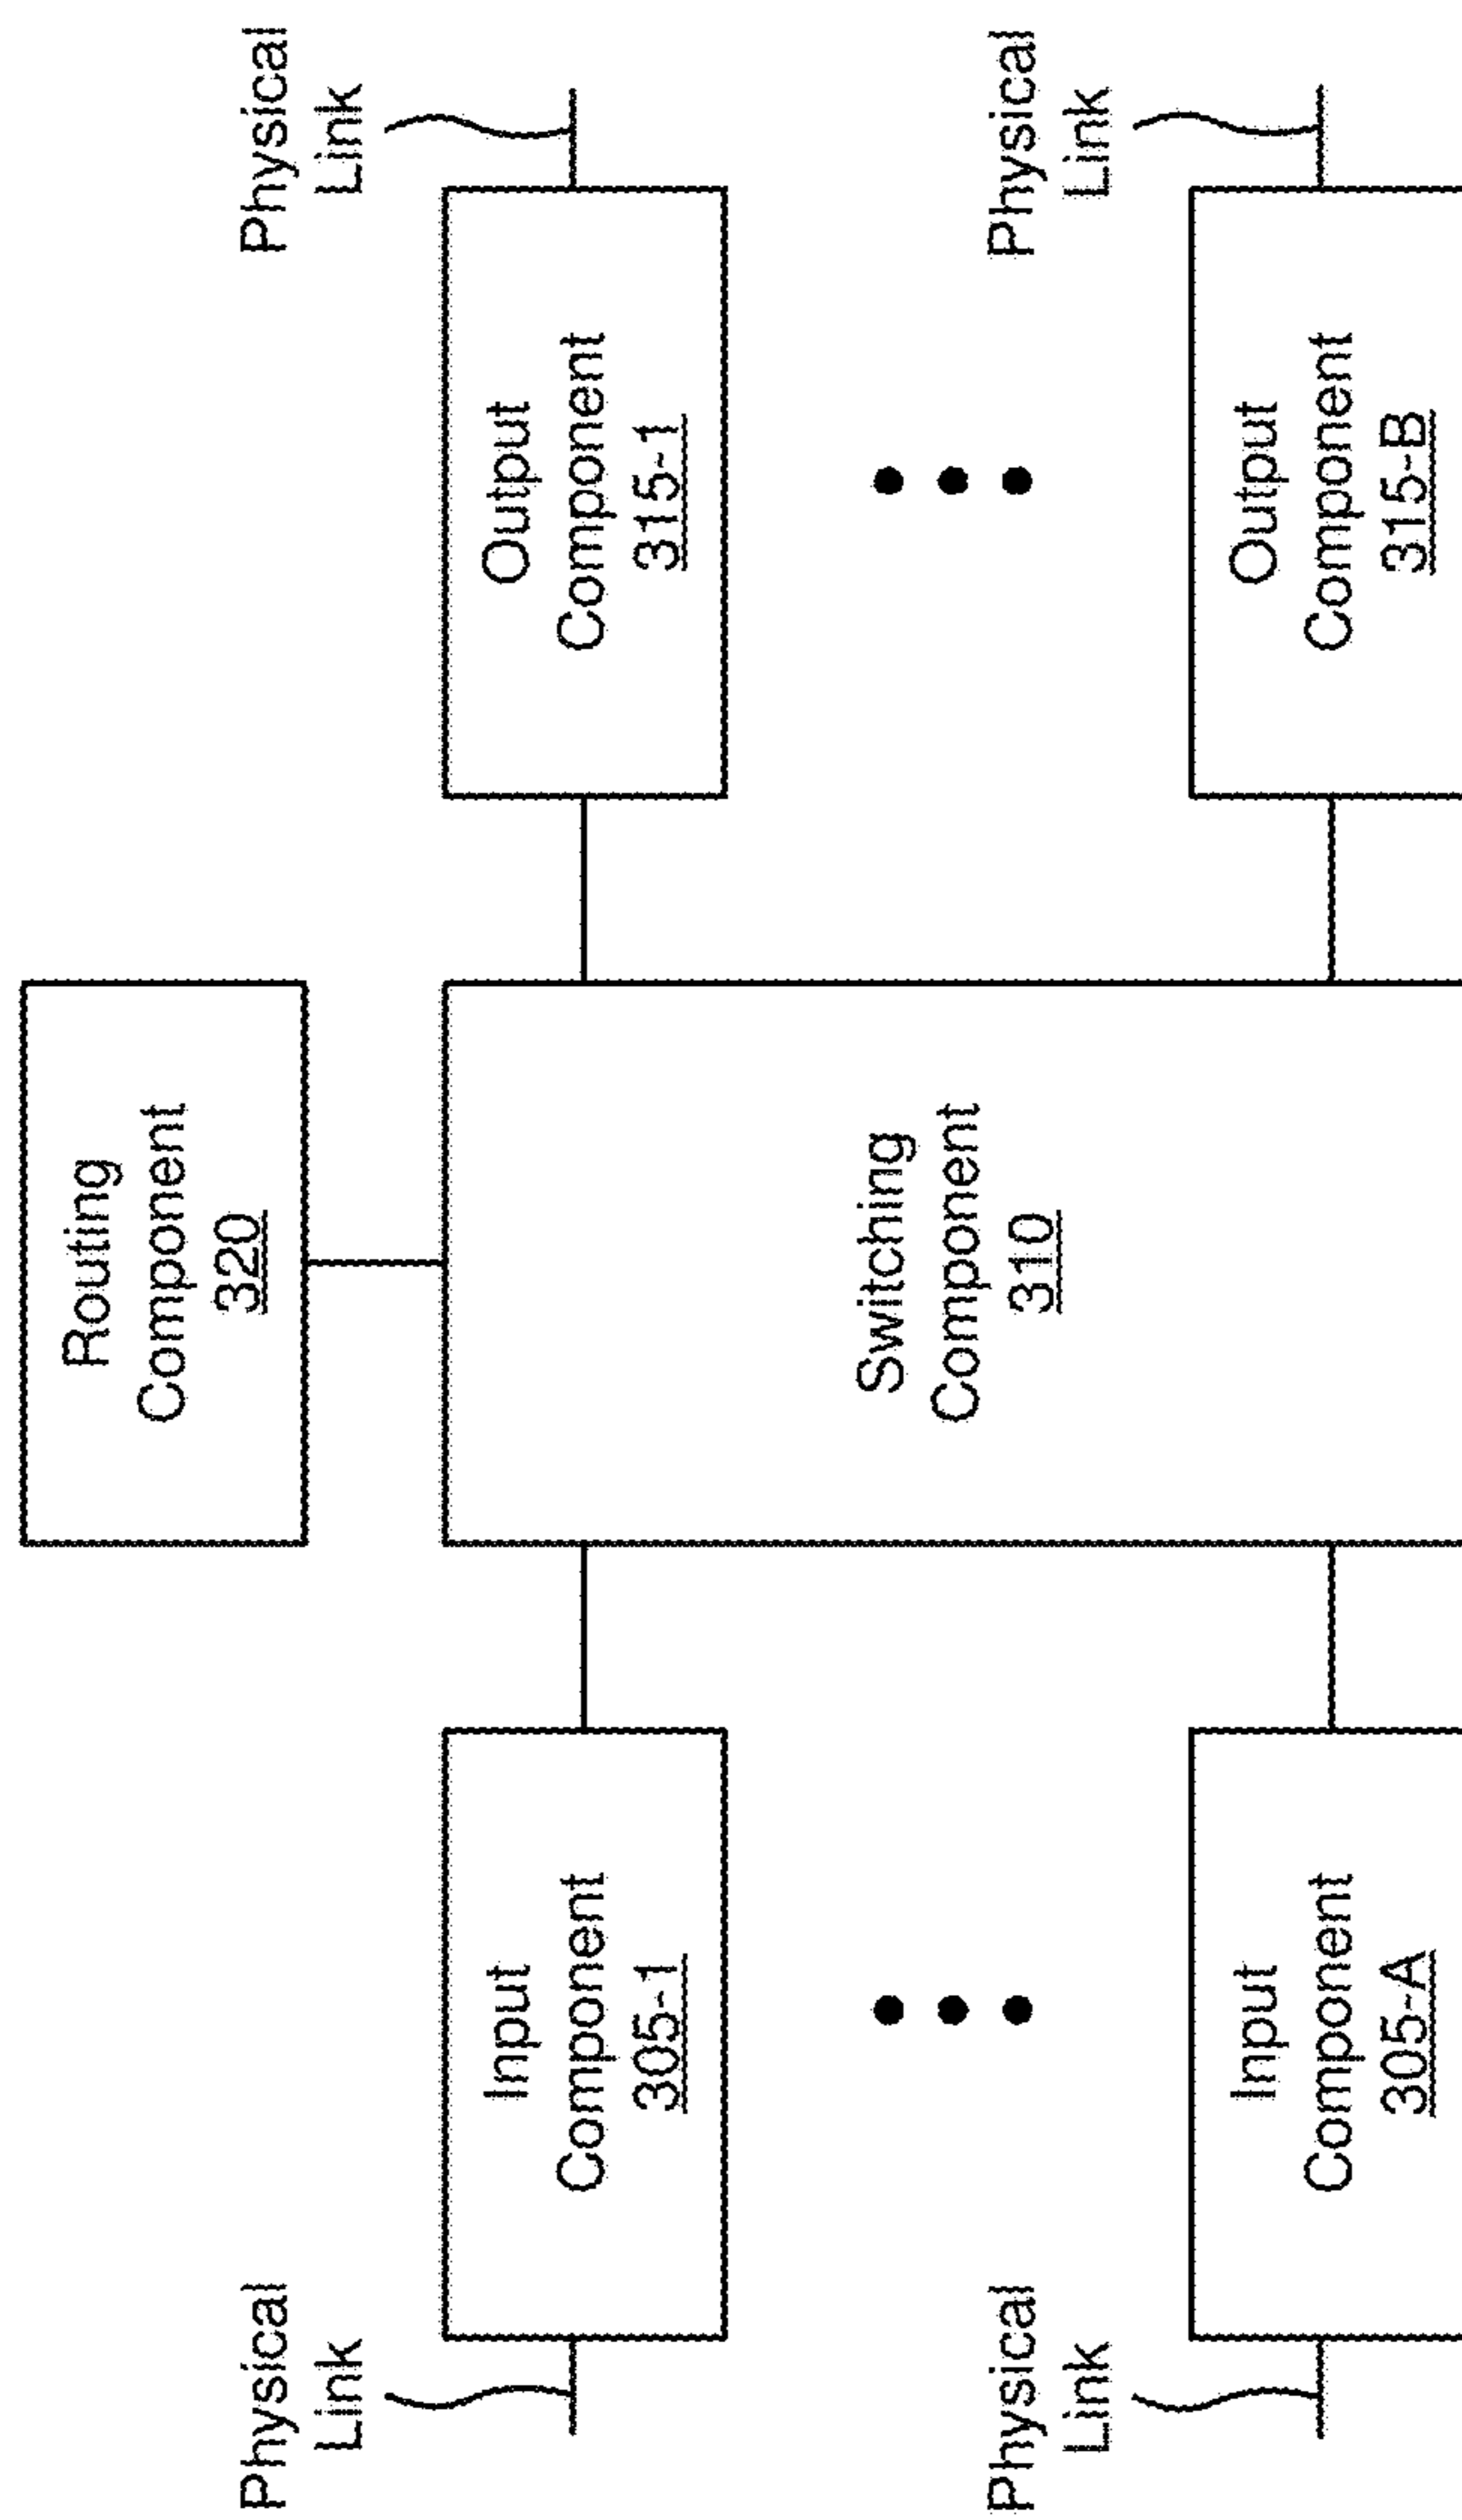 Routing
Component
320
Physical
Link
Input
Component
305-1
Switching
Component
310
Output
Component
315-1
Physical
Link
Physical
Link
Input
Component
305-A
Output
Component
315-B
Physical
Link